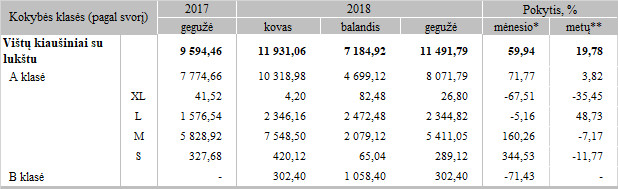 Kokybės klasės (pagal svorį) 2017 2018 Pokytis, %
gegužė kovas balandis gegužė mėnesio* metų**
Vištų kiaušiniai su lukštu 9 594,46 11 931,06 7 184,92 11 491,79 59,94 19,78
A klasė 7 774,66 10 318,98 4 699,12 8 071,79 71,77 3,82
XL 41,52 4,20 82,48 26,80 -67,51 -35,45
L 1 576,54 2 346,16 2 472,48 2 344,82 -5,16 48,73
M 5 828,92 7 548,50 2 079,12 5 411,05 160,26 -7,17
S 327,68 420,12 65,04 289,12 344,53 -11,77
B klasė - 302,40 1 058,40 302,40 -71,43 -